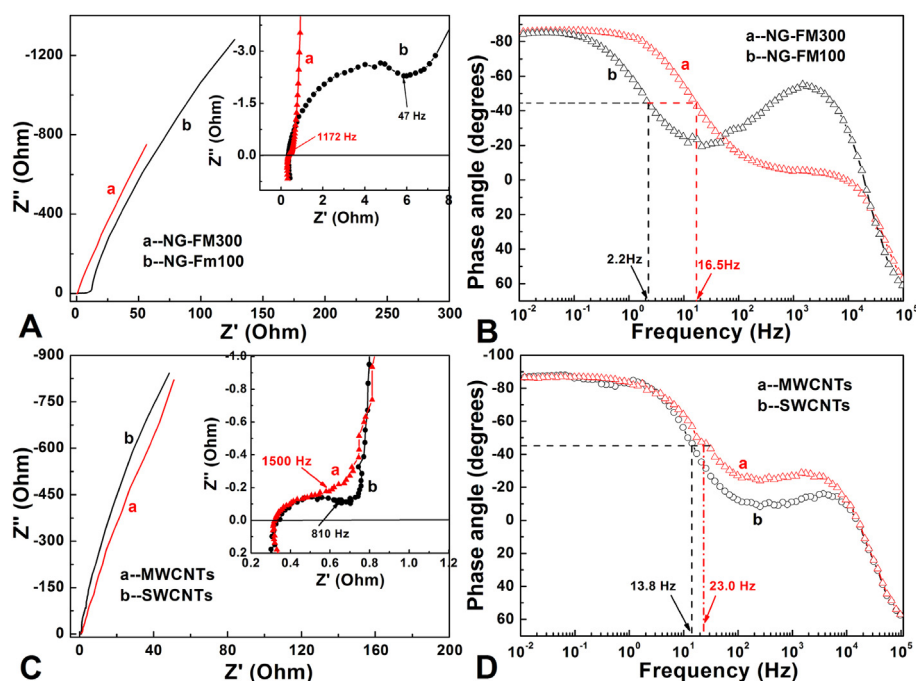 -1200
-900
-600
-400
0
0
50
100
150
200
250
300
Z'' (Ohm)
Z' (Ohm)
a
b
a--NG-FM300
b--NG-Fm100
A
-3.0
-1.5
0.0
0
2
4
6
8
Z'' (Ohm)
Z' (Ohm)
a
b
47 Hz
1172 Hz
-100
-80
-60
-40
-20
0
20
40
60
10⁻²
10⁻¹
10⁰
10¹
10²
10³
10⁴
10⁵
Phase angle (degrees)
Frequency (Hz)
a--NG-FM300
b--NG-FM100
a
b
2.2Hz
16.5Hz
B
-900
-750
-600
-450
-300
-150
0
0
40
80
120
160
200
Z'' (Ohm)
Z' (Ohm)
b
a
a--MWCNTs
b--SWCNTs
C
-1.0
-0.8
-0.6
-0.4
-0.2
0.0
0.2
0.2
0.4
0.6
0.8
1.0
1.2
1.4
Z'' (Ohm)
Z' (Ohm)
1500 Hz
a
b
810 Hz
-100
-80
-60
-40
-20
0
20
40
60
10⁻²
10⁻¹
10⁰
10¹
10²
10³
10⁴
10⁵
Phase angle (degrees)
Frequency (Hz)
a--MWCNTs
b--SWCNTs
a
b
13.8 Hz
23.0 Hz
D